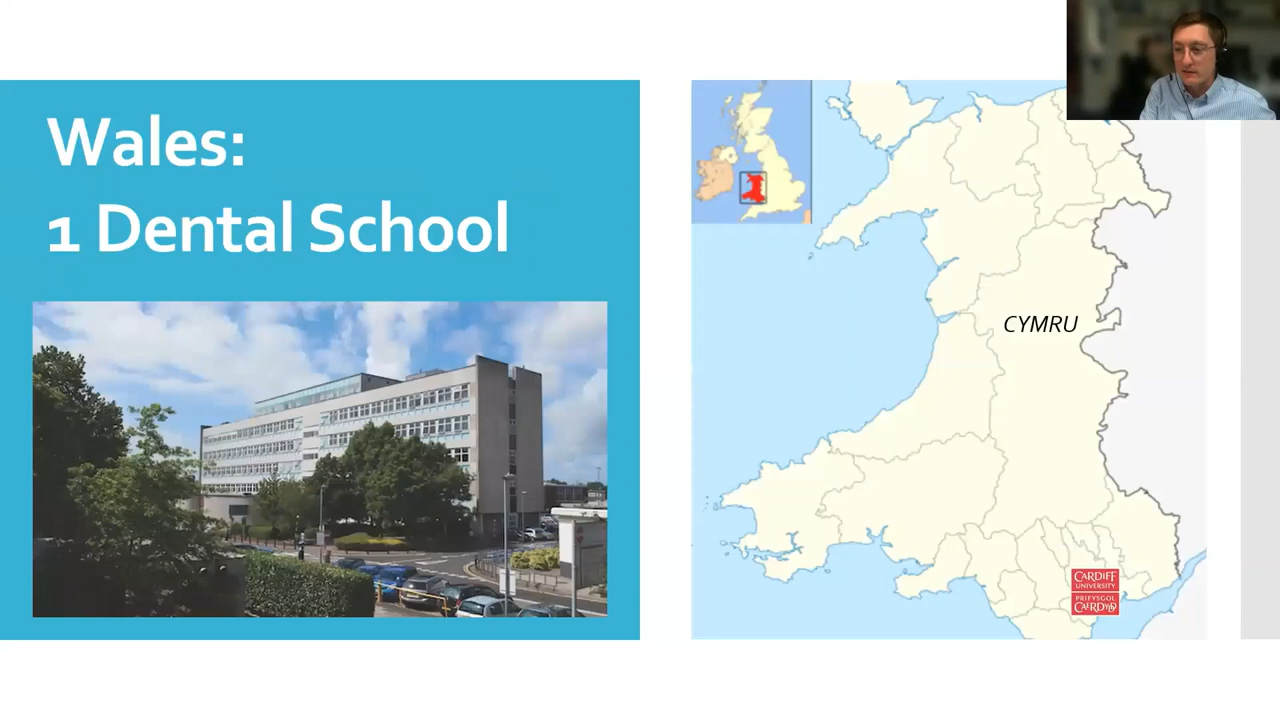 Wales:
1 Dental School
CYMRU
CARDIFF
UNIVERSITY
PRIFYSGOL
CAERDYDD